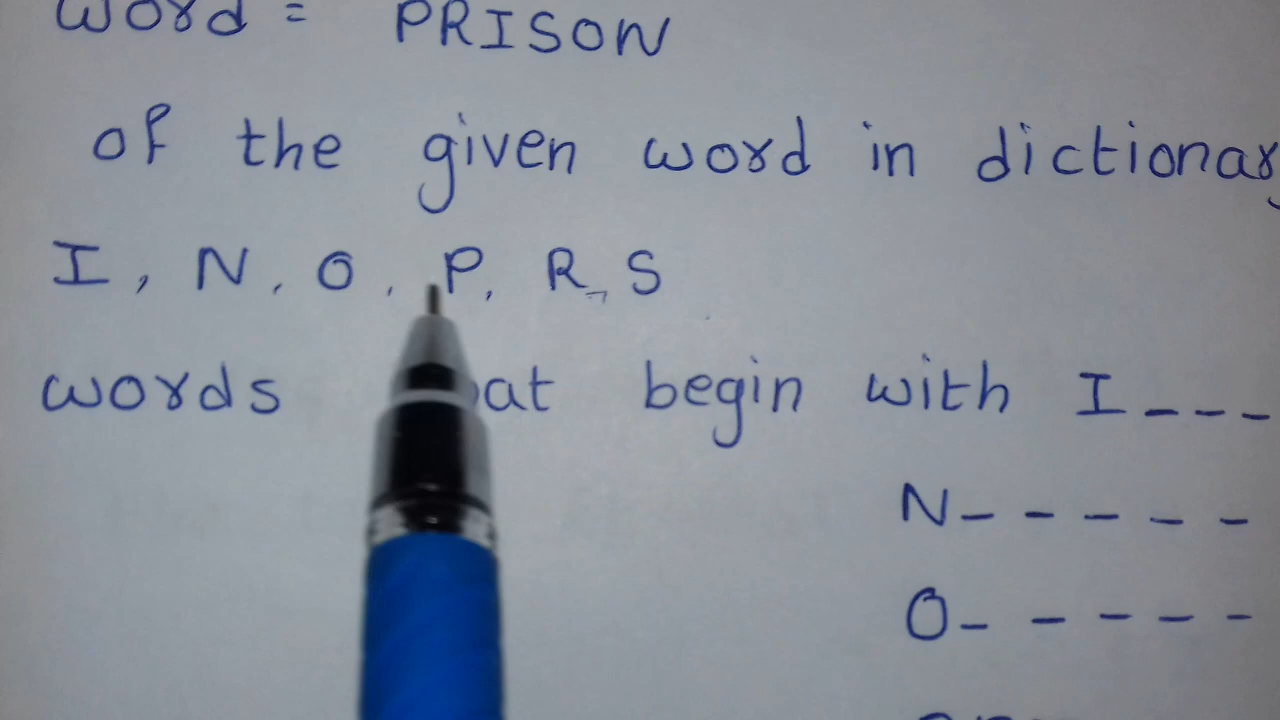 word = PRISON
of the given word in dictionar
I, N, O, P, R, S
words at begin with I _ _ _
N _ _ _ _ _
O _ _ _ _ _